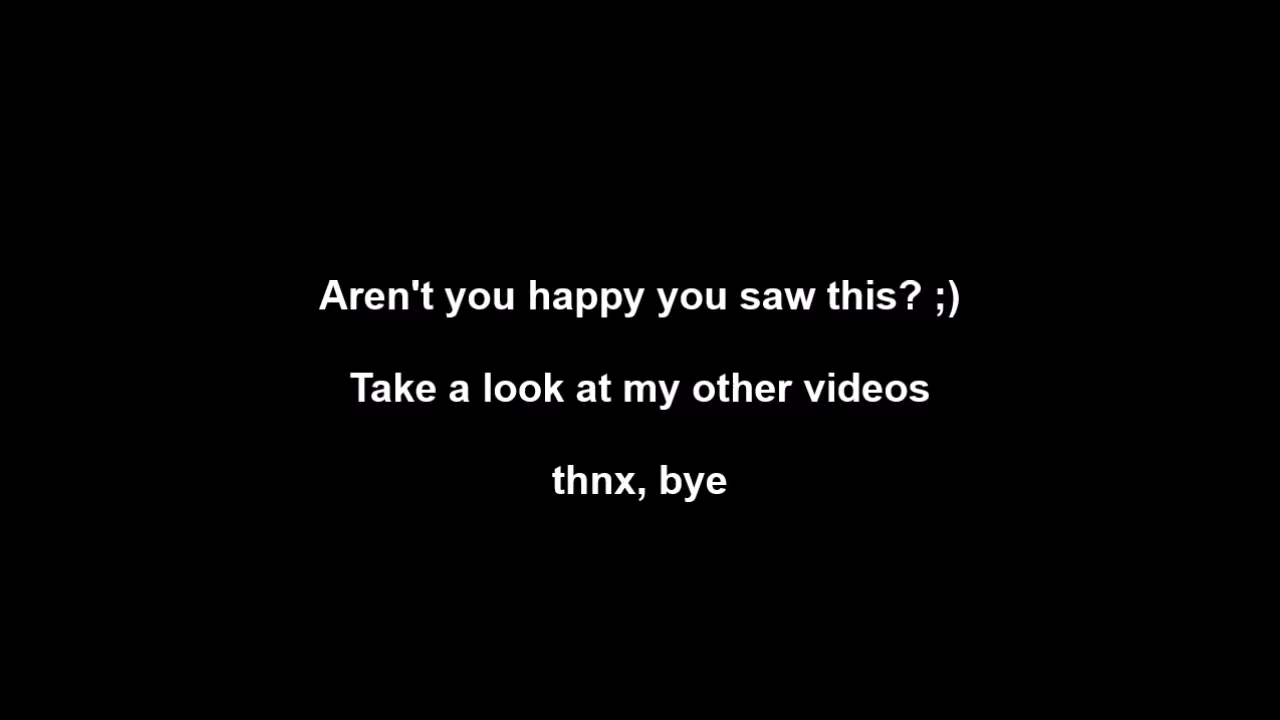 Aren't you happy you saw this? ;)
Take a look at my other videos
thnx, bye